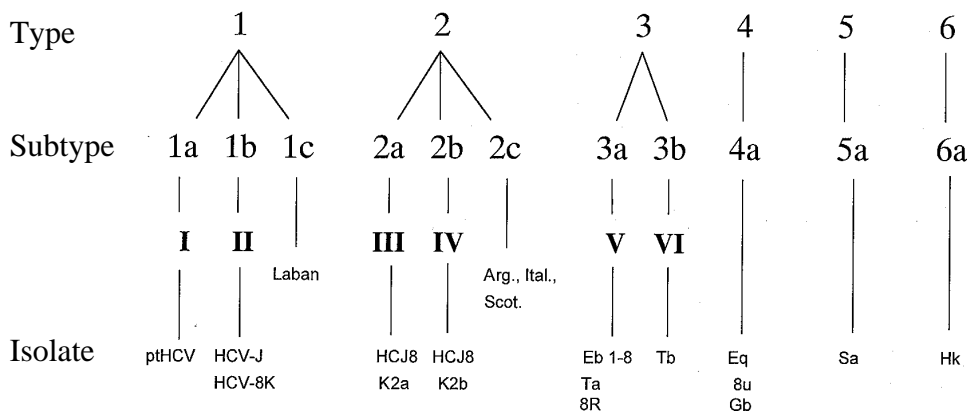 Type 1 2 3 4 5 6
Subtype 1a 1b 1c 2a 2b 2c 3a 3b 4a 5a 6a
I II III IV V VI
Laban Arg., Ital.,
Scot.
Isolate ptHCV HCV-J HCJ8 HCJ8 Eb 1-8 Tb Eq Sa Hk
HCV-8K K2a K2b Ta 8u
8R Gb